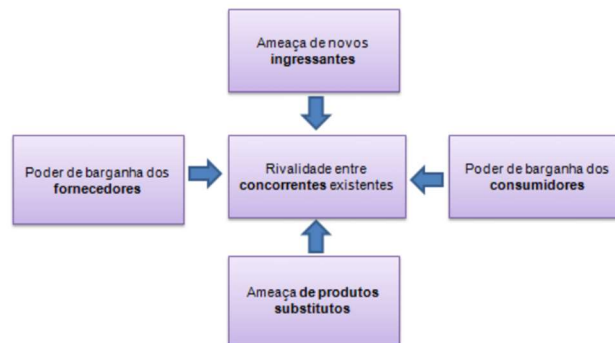 Ameaça de novos
ingressantes
Poder de barganha dos
fornecedores
Rivalidade entre
concorrentes existentes
Poder de barganha dos
consumidores
Ameaça de produtos
substitutos